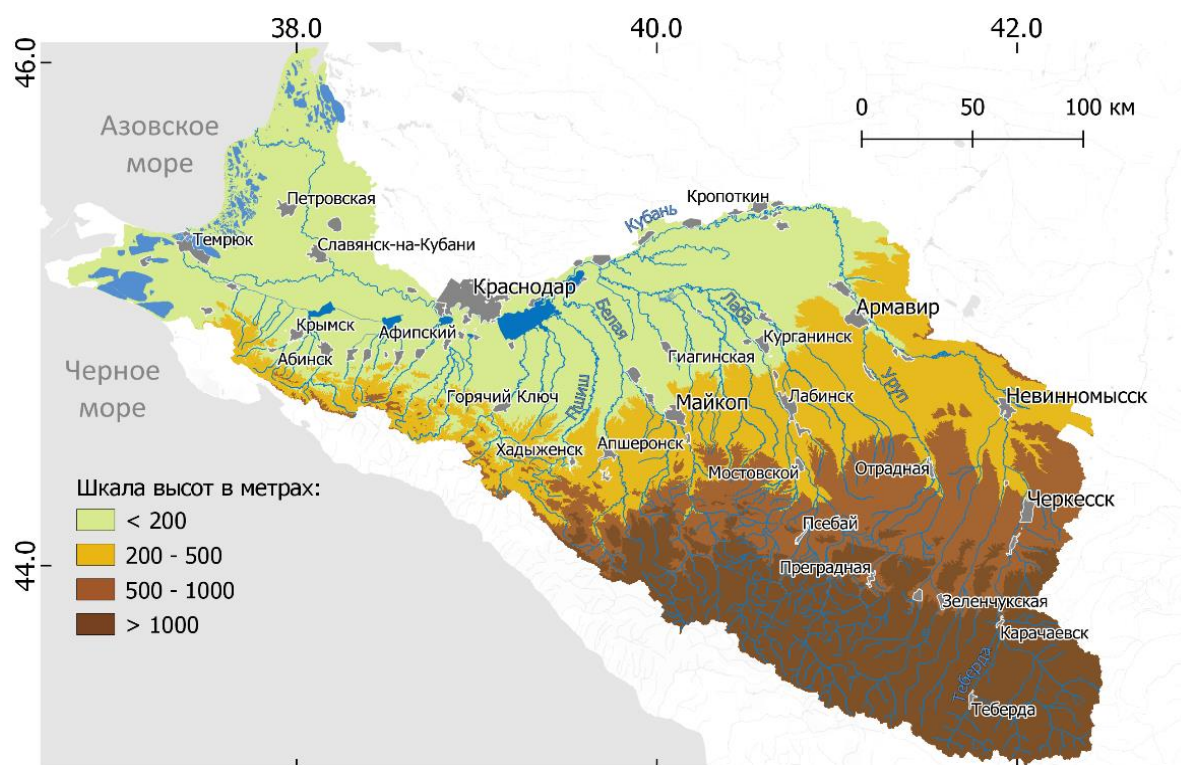 38.0
40.0
42.0
46.0
0 50 100 км
Азовское
море
Петровская
Кропоткин
Кубань
Темрюк
Славянск-на-Кубани
Краснодар
Белая
Лаба
Армавир
Крымск
Афипский
Курганинск
Абинск
Гиагинская
Черное
море
Горячий Ключ
Пшиш
Майкоп
Лабинск
Уруп
Невинномысск
Хадыженск
Апшеронск
Мостовской
Отрадная
Шкала высот в метрах:
< 200
200 - 500
500 - 1000
> 1000
Черкесск
Псебай
44.0
Преградная
Зеленчукская
Карачаевск
Теберда
Теберда